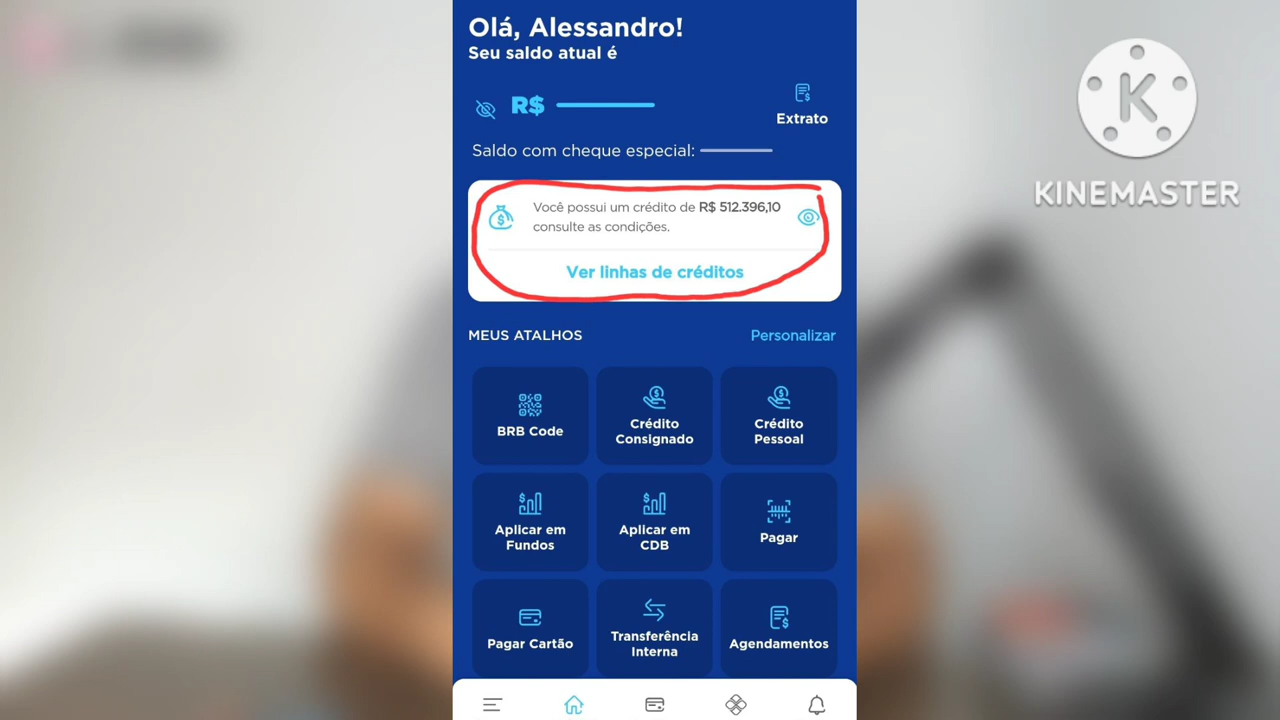 Olá, Alessandro!
Seu saldo atual é
R$
Extrato
Saldo com cheque especial:
Você possui um crédito de R$ 512.396,10
consulte as condições.
Ver linhas de créditos
MEUS ATALHOS
Personalizar
BRB Code
Crédito
Consignado
Crédito
Pessoal
Aplicar em
Fundos
Aplicar em
CDB
Pagar
Pagar Cartão
Transferência
Interna
Agendamentos
K
KINEMASTER